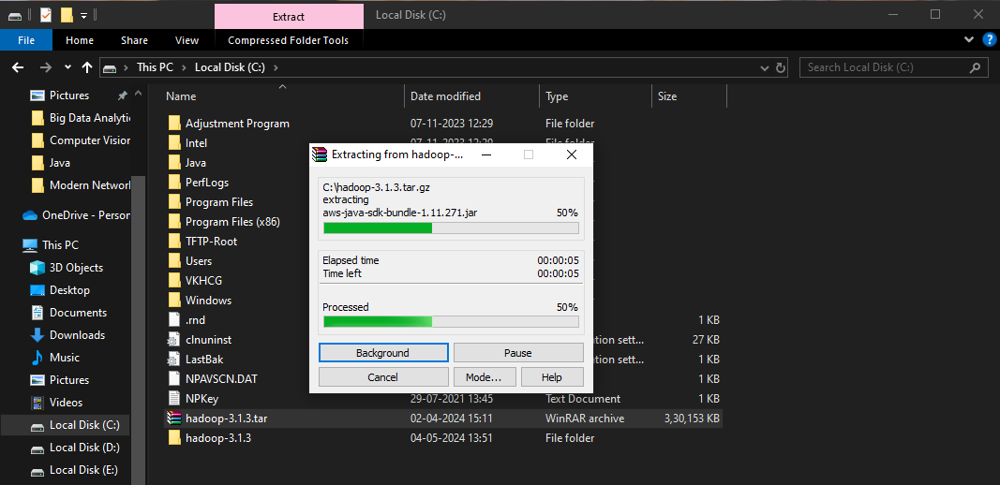 Extract
Local Disk (C:)
File
Home
Share
View
Compressed Folder Tools
This PC
Local Disk (C:)
Search Local Disk (C:)
Pictures
Big Data Analytic
Computer Vision
Java
Modern Network
OneDrive - Person
This PC
3D Objects
Desktop
Documents
Downloads
Music
Pictures
Videos
Local Disk (C:)
Local Disk (D:)
Local Disk (E:)
Name Date modified Type Size
Adjustment Program 07-11-2023 12:29 File folder
Intel 07-11-2023 12:29
Java
PerfLogs
Program Files
Program Files (x86)
TFTP-Root
Users
VKHCG
Windows
.rnd 1 KB
clnuninst ation sett... 27 KB
LastBak ation sett... 1 KB
NPAVSCN.DAT 1 KB
NPKey 29-07-2021 13:45 Text Document 1 KB
hadoop-3.1.3.tar 02-04-2024 15:11 WinRAR archive 3,30,153 KB
hadoop-3.1.3 04-05-2024 13:51 File folder
Extracting from hadoop-...
C:\hadoop-3.1.3.tar.gz
extracting
aws-java-sdk-bundle-1.11.271.jar 50%
Elapsed time 00:00:05
Time left 00:00:05
Processed 50%
Background
Pause
Cancel
Mode...
Help